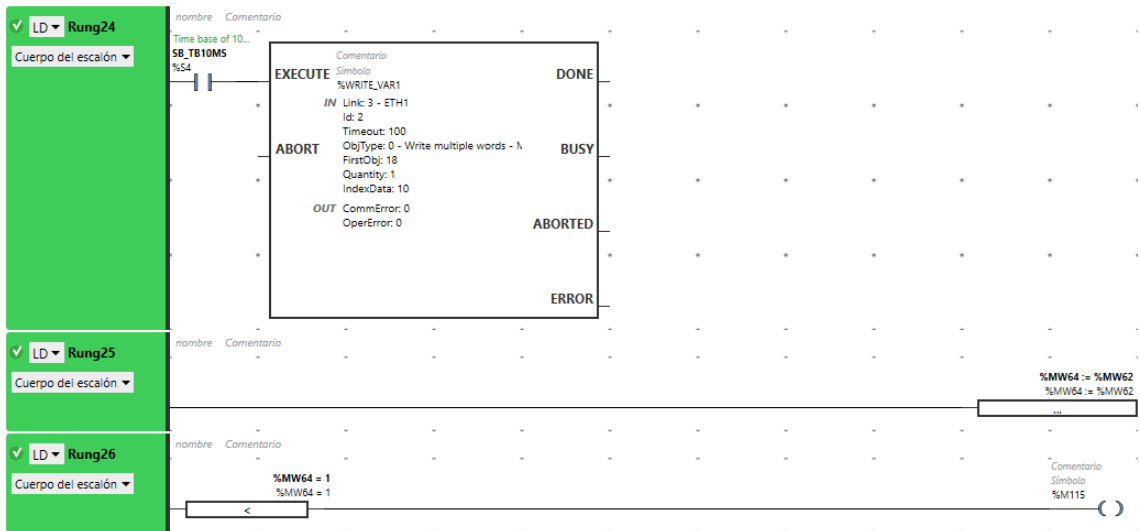 nombre Comentario
LD Rung24
Cuerpo del escalón
Time base of 10...
SB_TB10MS
%S4
Comentario
Símbolo
%WRITE_VAR1
EXECUTE
DONE
IN Link: 3 - ETH1
Id: 2
Timeout: 100
ABORT
ObjType: 0 - Write multiple words - M
BUSY
FirstObj: 18
Quantity: 1
IndexData: 10
OUT CommError: 0
OperError: 0
ABORTED
ERROR
nombre Comentario
LD Rung25
Cuerpo del escalón
%MW64 := %MW62
%MW64 := %MW62
...
nombre Comentario
LD Rung26
Cuerpo del escalón
%MW64 = 1
%MW64 = 1
<
Comentario
Símbolo
%M115